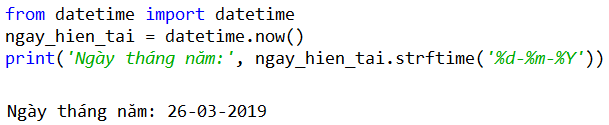 from datetime import datetime
ngay_hien_tai = datetime.now()
print('Ngày tháng năm:', ngay_hien_tai.strftime('%d-%m-%Y'))
Ngày tháng năm: 26-03-2019